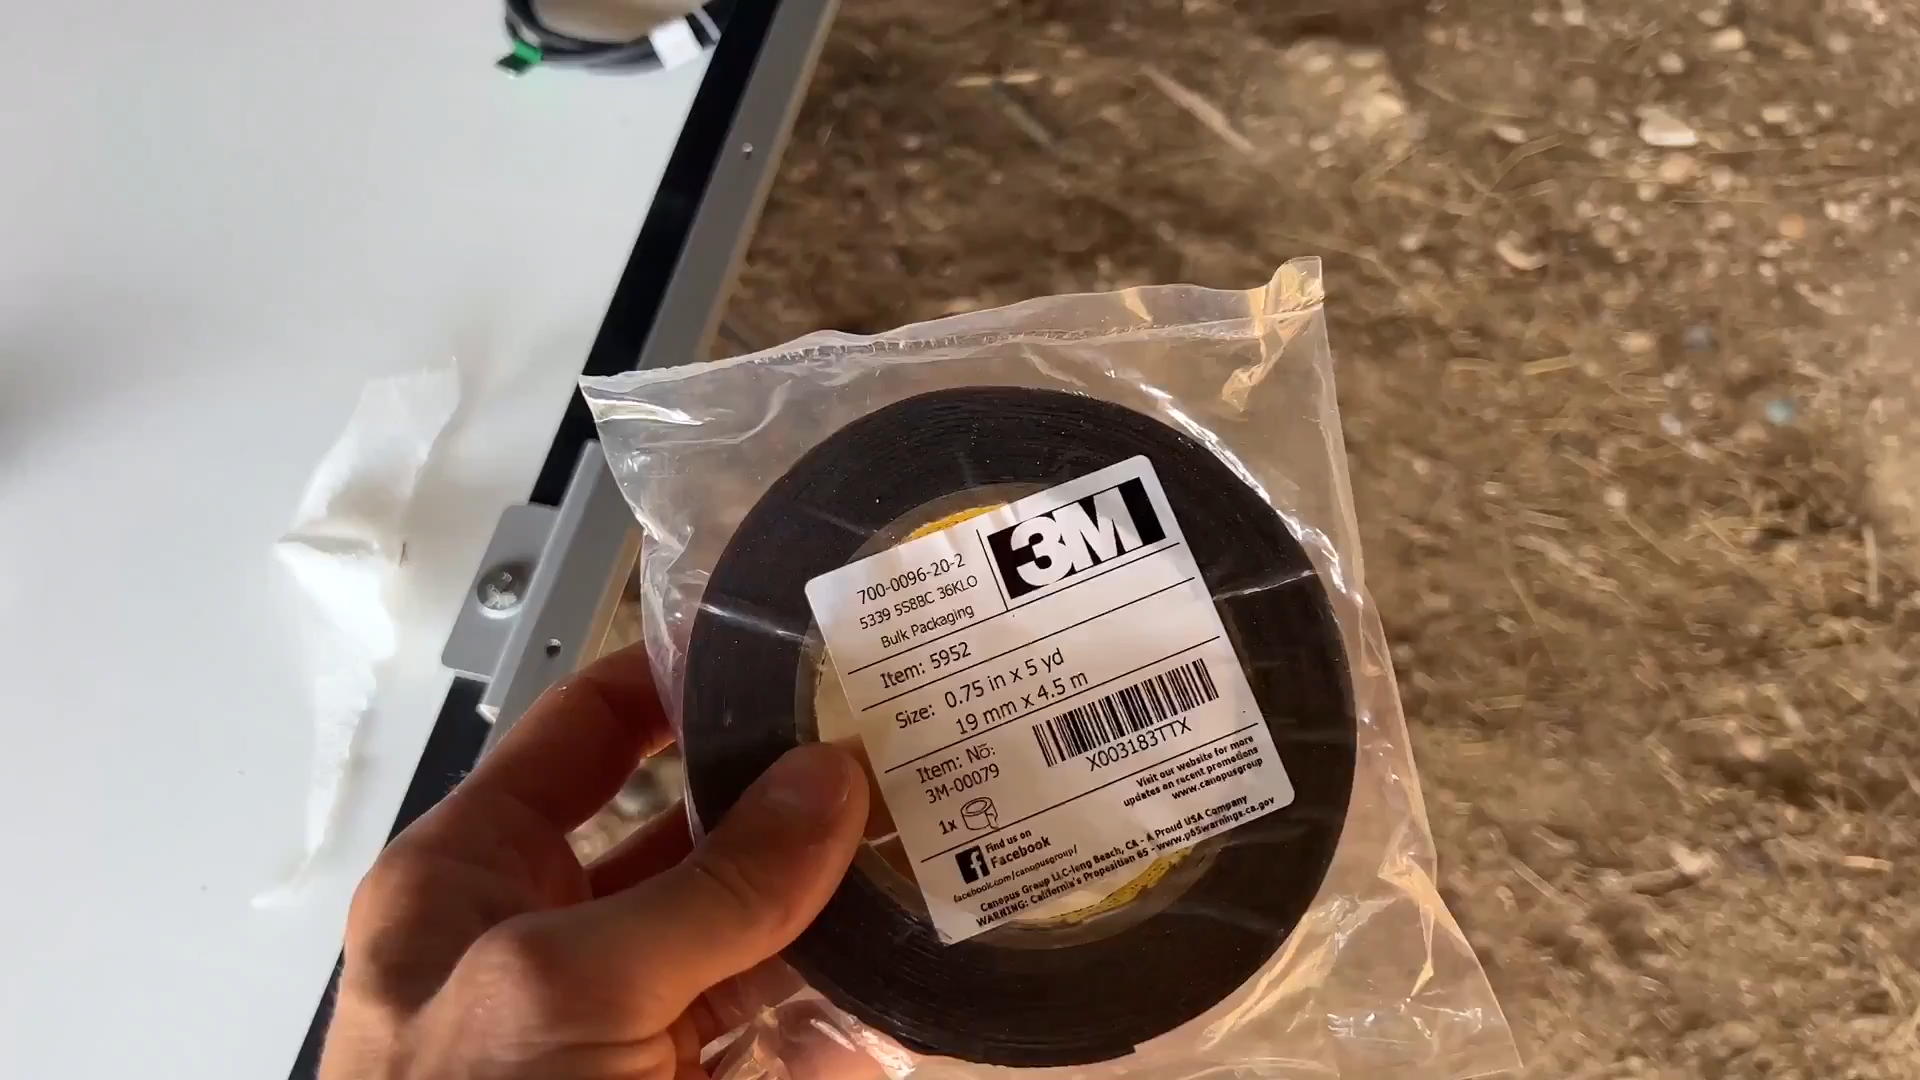 3M
700-0096-20-2
5339 5S8BC 36KLO
Bulk Packaging
Item: 5952
Size: 0.75 in x 5 yd
19 mm x 4.5 m
Item: No:
3M-00079
X003183TTX
1x
Visit our website for more
updates on recent promotions
www.canopusgroup
Find us on
Facebook
facebook.com/canopusgroup/
Canopus Group LLC-long Beach, CA - A Proud USA Company
WARNING: California's Proposition 65 - www.p65warnings.ca.gov